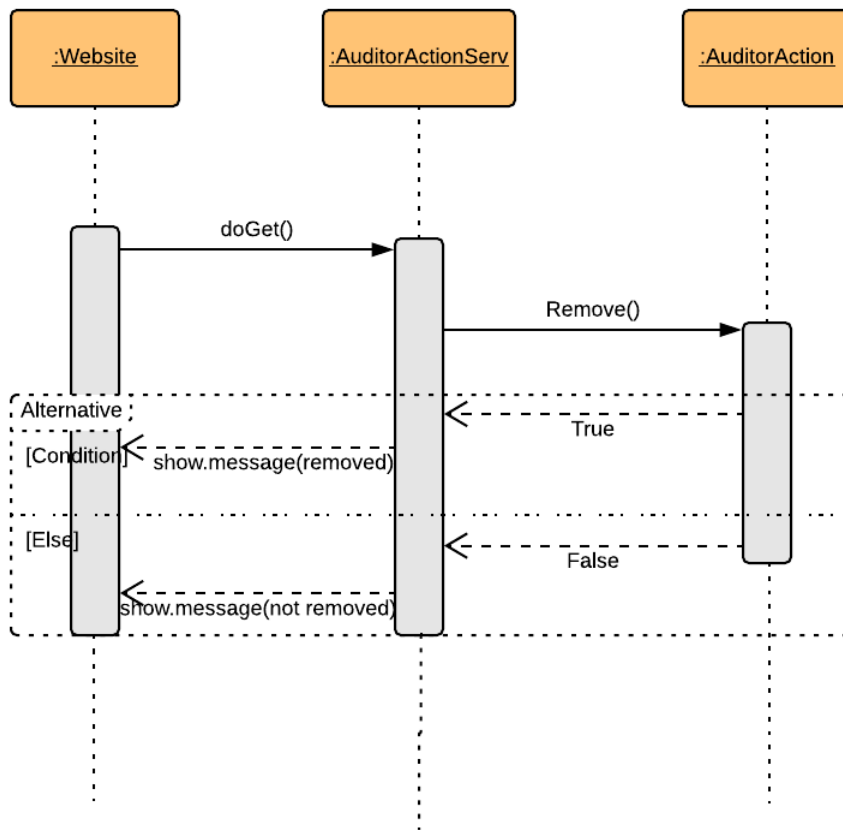 :Website
:AuditorActionServ
:AuditorAction
doGet()
Remove()
Alternative
True
[Condition]
show.message(removed)
[Else]
False
show.message(not removed)